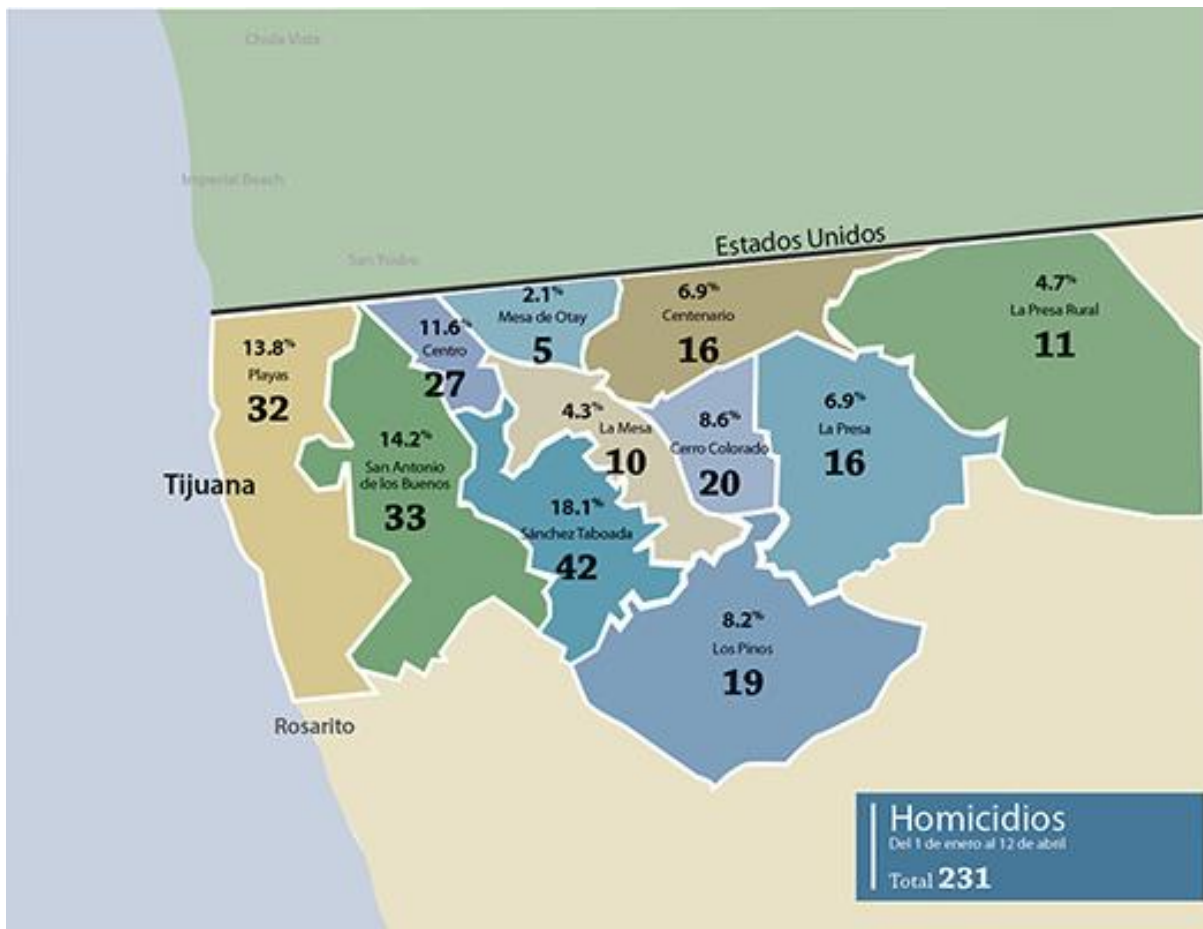 Chula Vista
Imperial Beach
San Ysidro
Estados Unidos
13.8%
Playas
32
14.2%
San Antonio
de los Buenos
33
11.6%
Centro
27
2.1%
Mesa de Otay
5
6.9%
Centenario
16
4.7%
La Presa Rural
11
4.3%
La Mesa
10
8.6%
Cerro Colorado
20
6.9%
La Presa
16
Tijuana
18.1%
Sánchez Taboada
42
8.2%
Los Pinos
19
Rosarito
Homicidios
Del 1 de enero al 12 de abril
Total 231